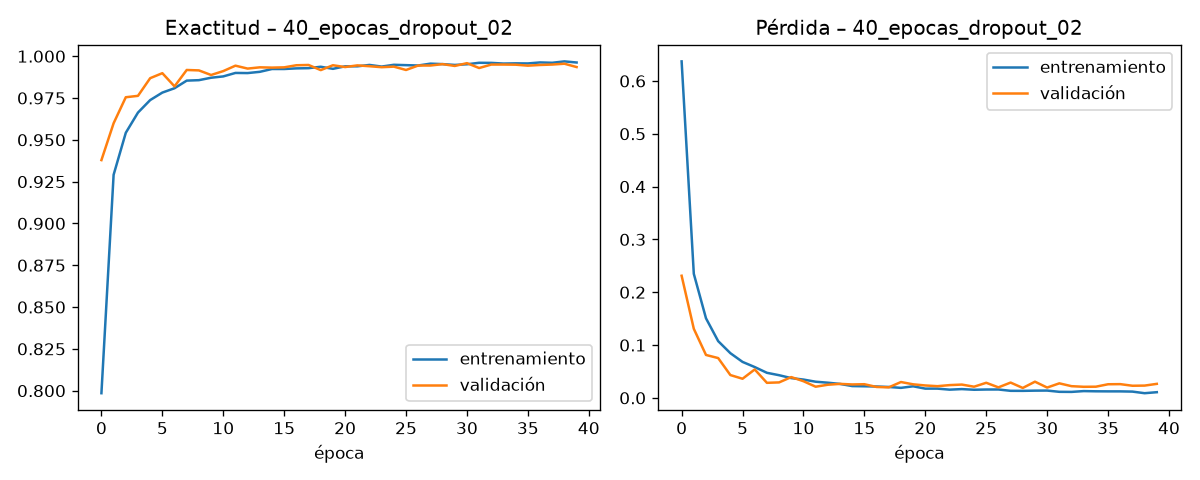 Exactitud – 40_epocas_dropout_02
1.000
0.975
0.950
0.925
0.900
0.875
0.850
0.825
0.800
entrenamiento
validación
0 5 10 15 20 25 30 35 40
época
Pérdida – 40_epocas_dropout_02
0.6
0.5
0.4
0.3
0.2
0.1
0.0
entrenamiento
validación
0 5 10 15 20 25 30 35 40
época